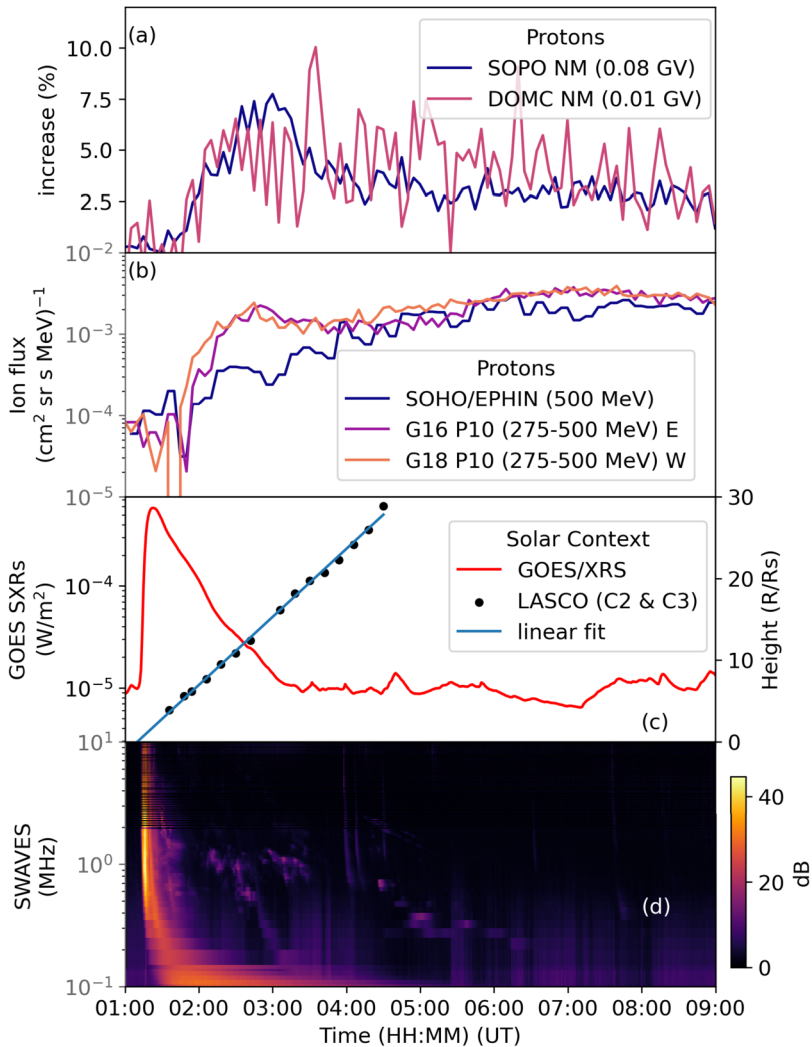 (a)
Protons
SOPO NM (0.08 GV)
DOMC NM (0.01 GV)
10.0
7.5
5.0
2.5
increase (%)
10⁻²
(b)
10⁻³
10⁻⁴
10⁻⁵
Ion flux
(cm² sr s MeV)⁻¹
Protons
SOHO/EPHIN (500 MeV)
G16 P10 (275-500 MeV) E
G18 P10 (275-500 MeV) W
Solar Context
GOES/XRS
LASCO (C2 & C3)
linear fit
GOES SXRs
(W/m²)
10⁻⁴
10⁻⁵
30
20
10
0
Height (R/Rs)
(c)
10¹
10⁰
10⁻¹
SWAVES
(MHz)
(d)
40
20
0
dB
01:00 02:00 03:00 04:00 05:00 06:00 07:00 08:00 09:00
Time (HH:MM) (UT)